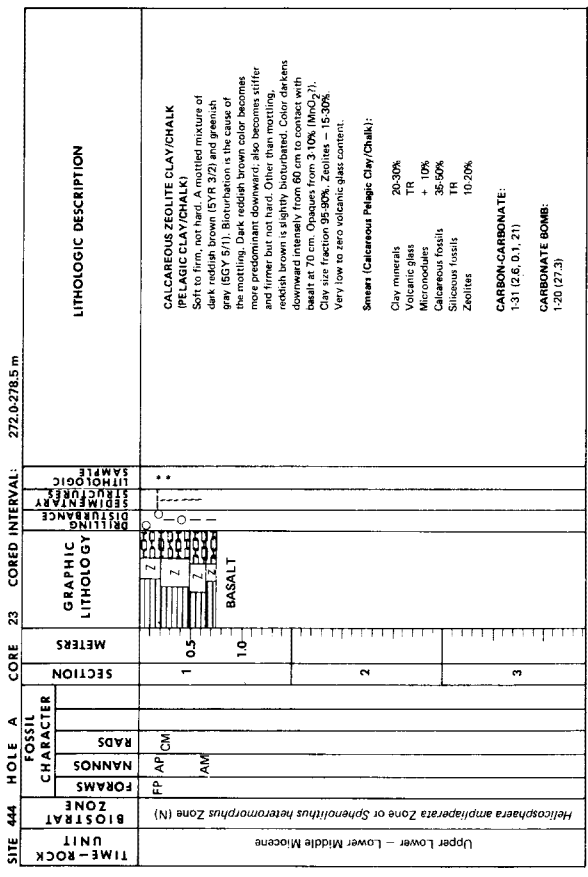 SITE 444 HOLE A CORE 23 CORED INTERVAL: 272.0-278.5 m
TIME-ROCK UNIT
BIOSTRAT ZONE
FOSSIL CHARACTER
FORAMS
NANNOS
RADS
SECTION
METERS
GRAPHIC LITHOLOGY
DRILLING DISTURBANCE
SEDIMENTARY STRUCTURES
LITHOLOGIC SAMPLE
LITHOLOGIC DESCRIPTION
Upper Lower – Lower Middle Miocene
Helicosphaera ampliaperata Zone or Sphenolithus heteromorphus Zone (N)
FP
AP
AM
CM
1
2
3
0.5
1.0
Z
Z
Z
Z
BASALT
* *
CALCAREOUS ZEOLITE CLAY/CHALK
(PELAGIC CLAY/CHALK)
Soft to firm, not hard. A mottled mixture of
dark reddish brown (5YR 3/2) and greenish
gray (5GY 5/1). Bioturbation is the cause of
the mottling. Dark reddish brown color becomes
more predominant downward; also becomes stiffer
and firmer but not hard. Other than mottling,
reddish brown is slightly bioturbated. Color darkens
downward intensely from 60 cm to contact with
basalt at 70 cm. Opaques from 3-10% (MnO2?).
Clay size fraction 95-90%. Zeolites – 15-30%.
Very low to zero volcanic glass content.
Smears (Calcareous Pelagic Clay/Chalk):
Clay minerals 20-30%
Volcanic glass TR
Micronodules + 10%
Calcareous fossils 35-50%
Siliceous fossils TR
Zeolites 10-20%
CARBON-CARBONATE:
1-31 (2.6, 0.1, 21)
CARBONATE BOMB:
1-20 (27.3)